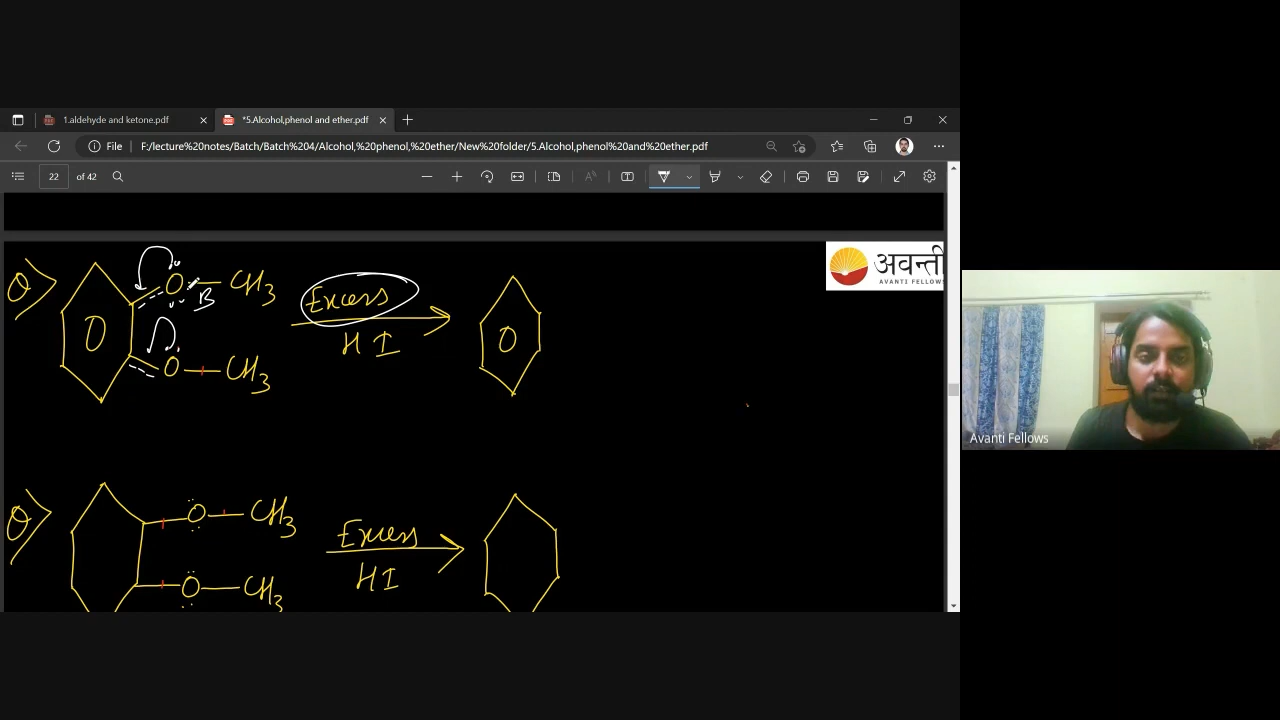 1.aldehyde and ketone.pdf
*5.Alcohol,phenol and ether.pdf
File
F:/lecture%20notes/Batch/Batch%204/Alcohol,%20phenol,%20ether/New%20folder/5.Alcohol,phenol%20and%20ether.pdf
22 of 42
अवन्ती
AVANTI FELLOWS
Q>
O
O
CH3
B
O
CH3
Excess
HI
O
Q>
O
CH3
O
CH3
Excess
HI
Avanti Fellows